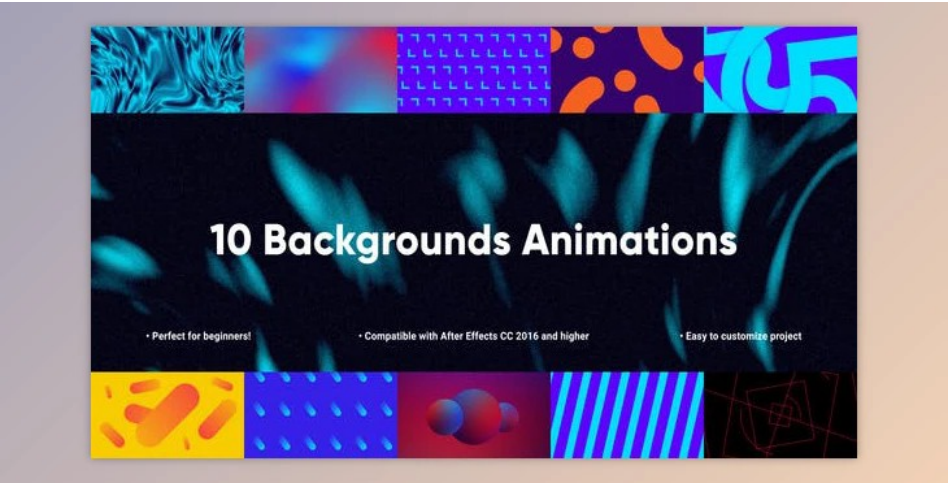 10 Backgrounds Animations
• Perfect for beginners!
• Compatible with After Effects CC 2016 and higher
• Easy to customize project